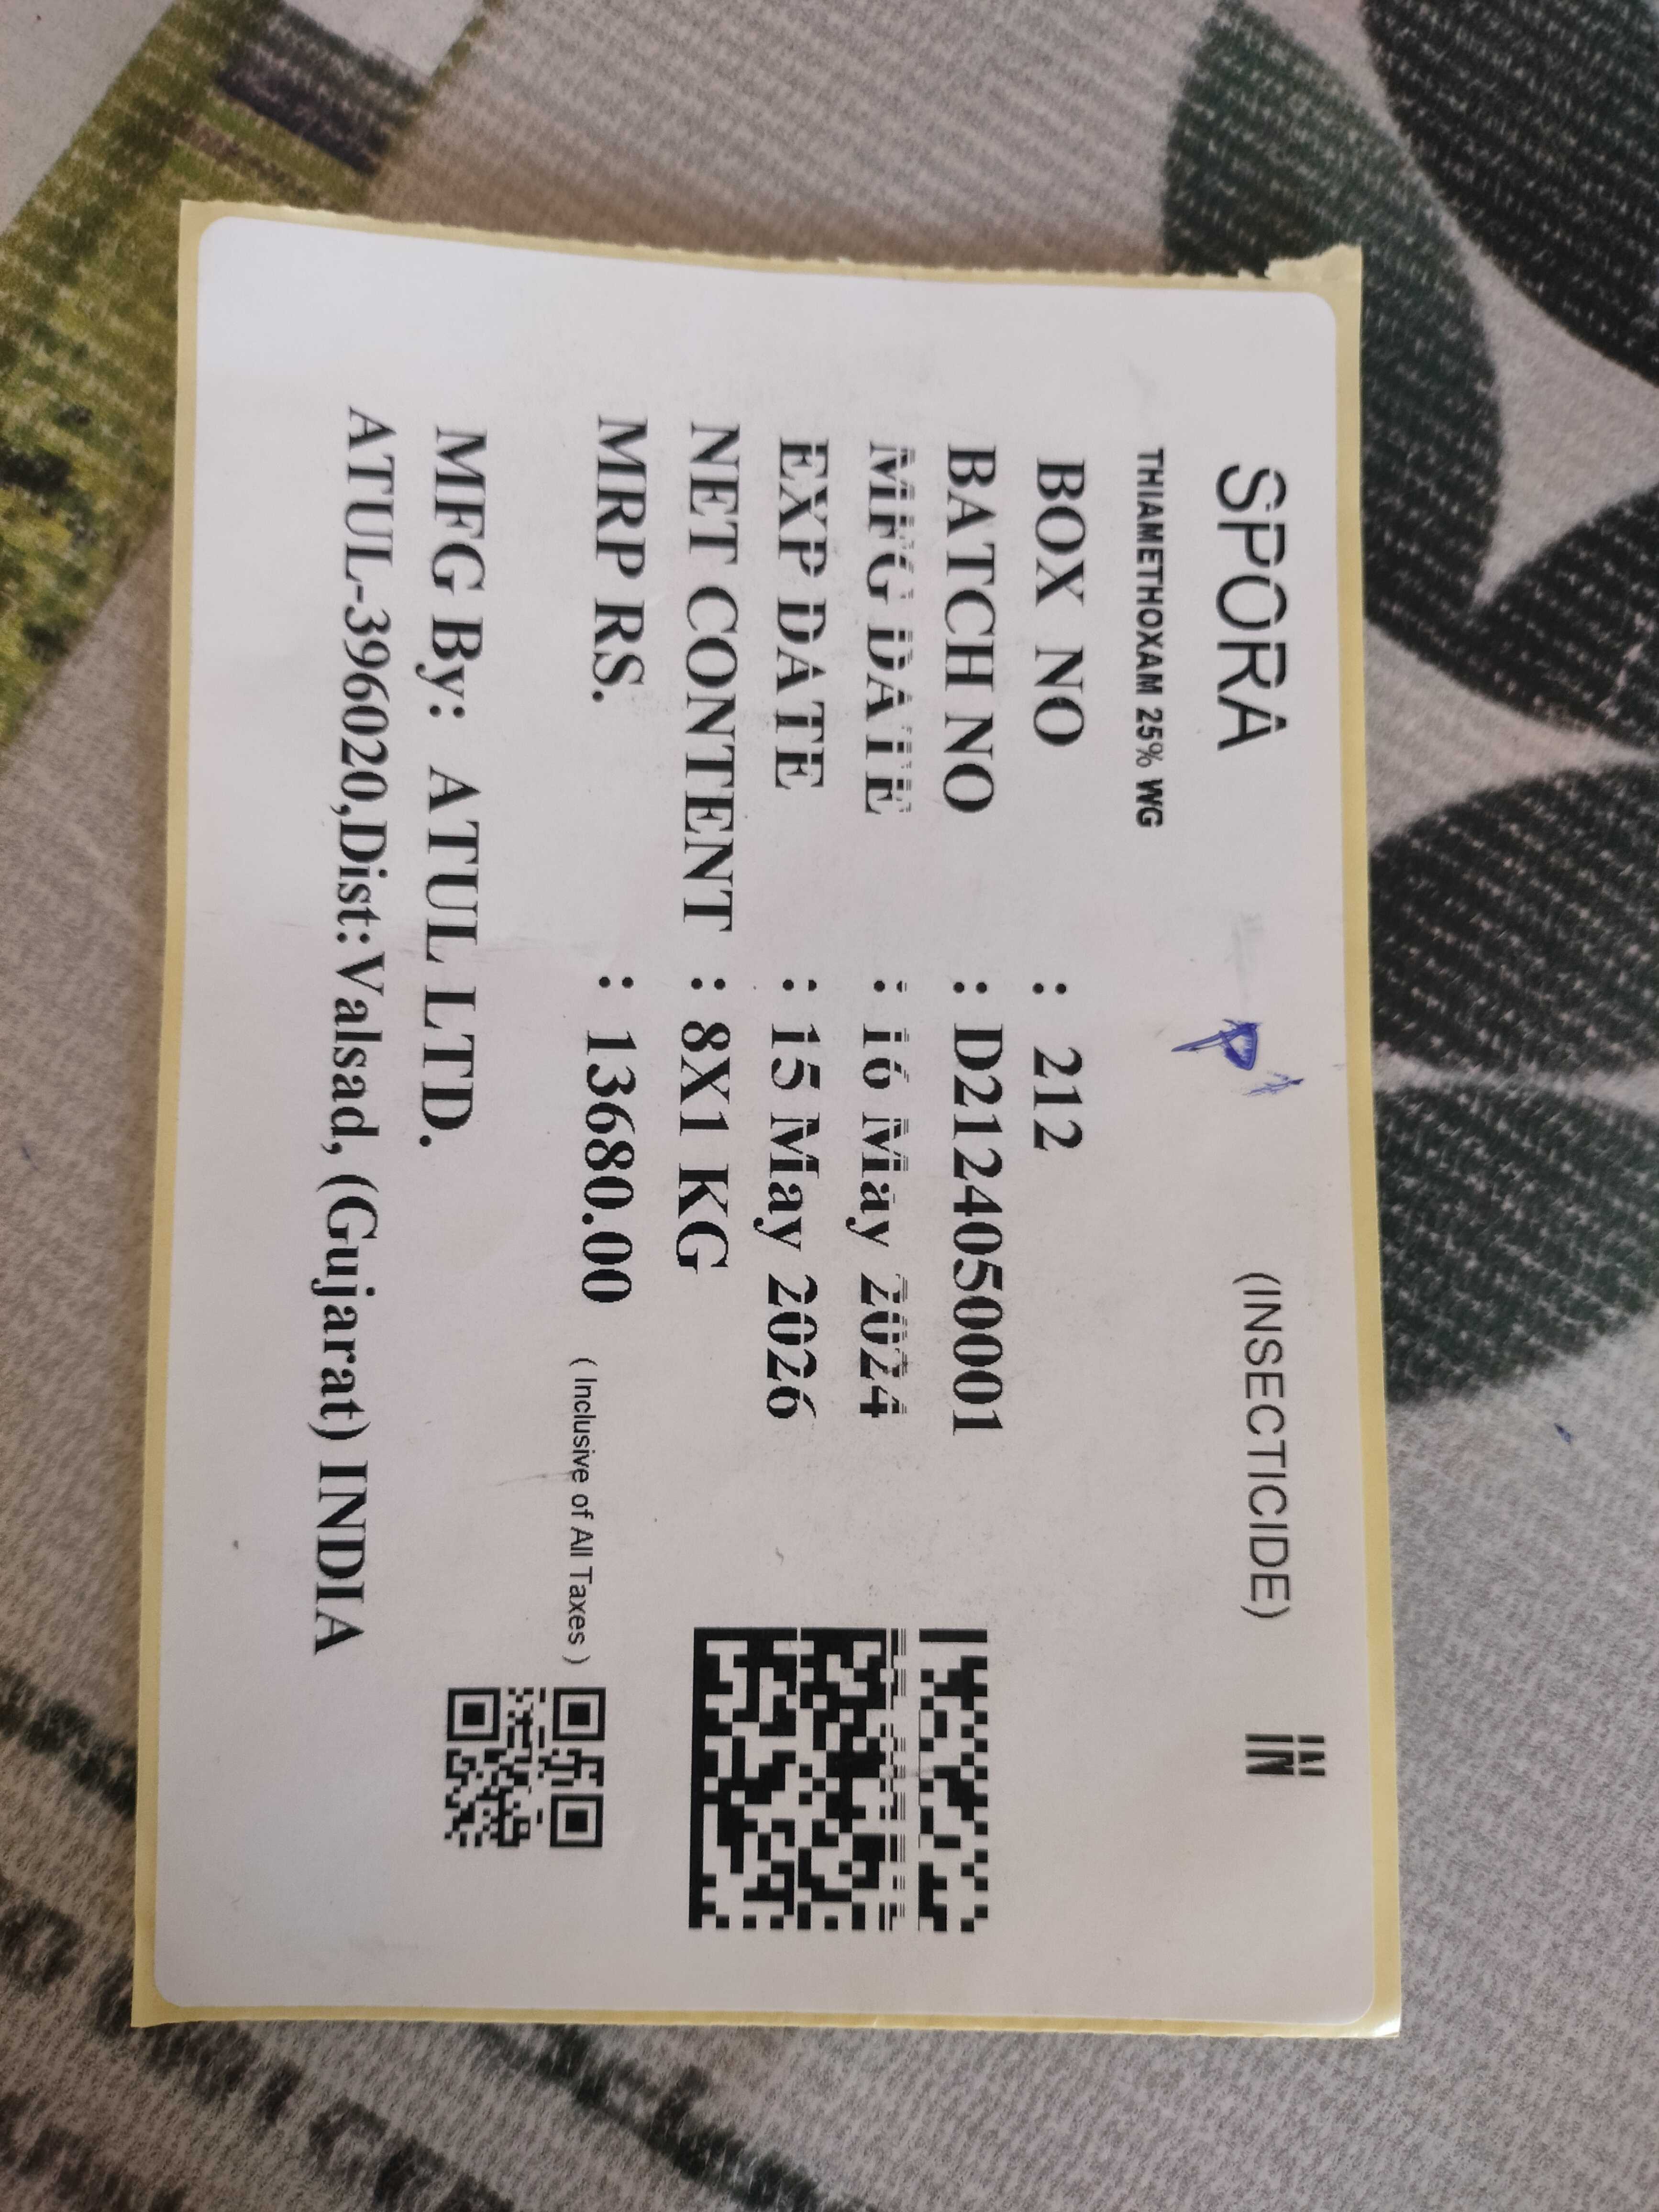 SPORA (INSECTICIDE) IN
THIAMETHOXAM 25% WG
BOX NO : 212
BATCH NO : D2124050001
MFG DATE : 16 May 2024
EXP DATE : 15 May 2026
NET CONTENT : 8X1 KG
MRP RS. : 13680.00 ( Inclusive of All Taxes )
MFG By: ATUL LTD.
ATUL-396020,Dist:Valsad, (Gujarat) INDIA